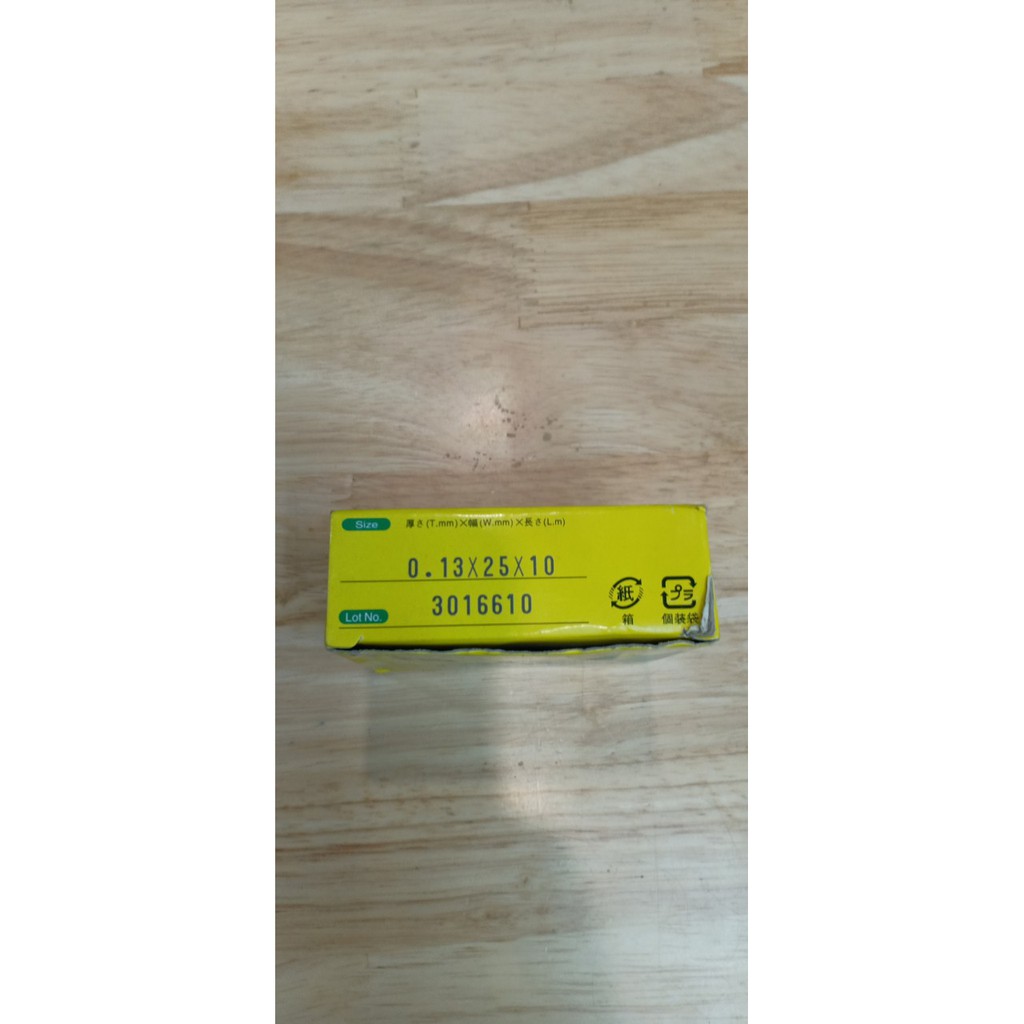 Size 厚さ(T.mm)×幅(W.mm)×長さ(L.m)
0.13X25X10
Lot No. 3016610
紙 プラ
箱 個装袋